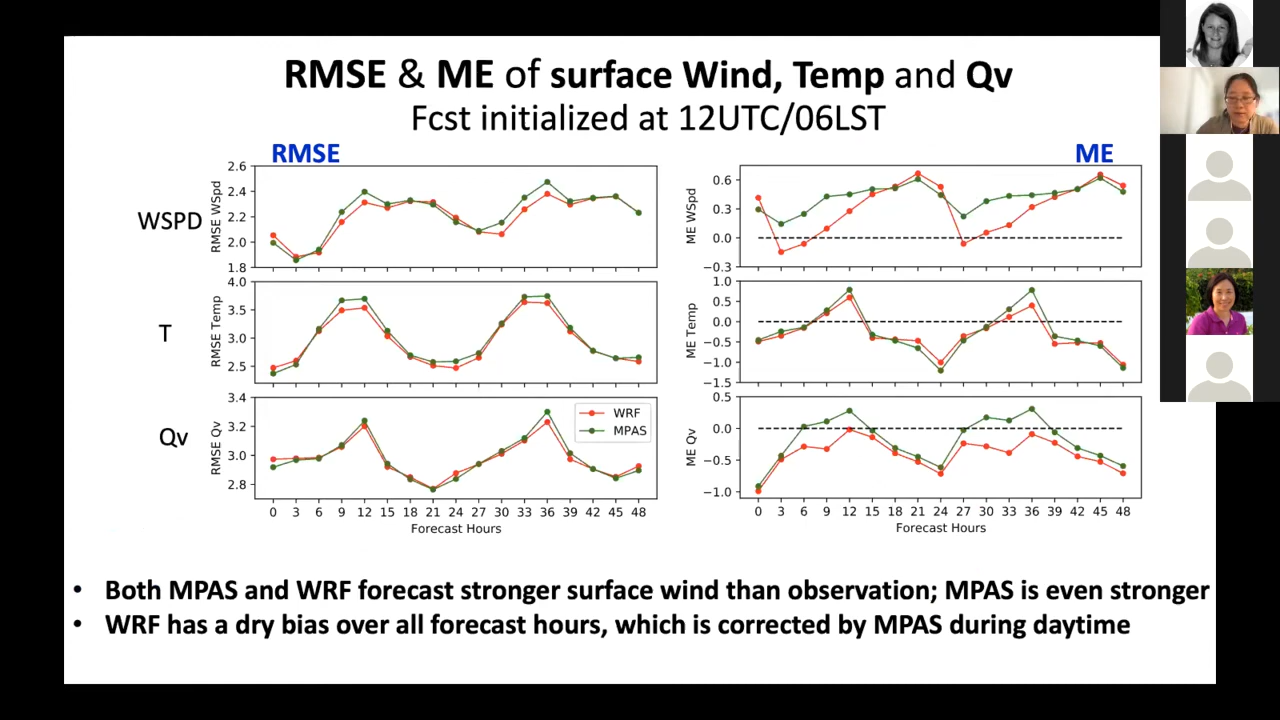 RMSE & ME of surface Wind, Temp and Qv
Fcst initialized at 12UTC/06LST
RMSE
ME
WSPD
RMSE WSpd
2.6
2.4
2.2
2.0
1.8
ME WSpd
0.6
0.3
0.0
−0.3
T
RMSE Temp
4.0
3.5
3.0
2.5
ME Temp
1.0
0.5
0.0
−0.5
−1.0
−1.5
Qv
RMSE Qv
3.4
3.2
3.0
2.8
WRF
MPAS
ME Qv
0.5
0.0
−0.5
−1.0
0 3 6 9 12 15 18 21 24 27 30 33 36 39 42 45 48
Forecast Hours
0 3 6 9 12 15 18 21 24 27 30 33 36 39 42 45 48
Forecast Hours
• Both MPAS and WRF forecast stronger surface wind than observation; MPAS is even stronger
• WRF has a dry bias over all forecast hours, which is corrected by MPAS during daytime